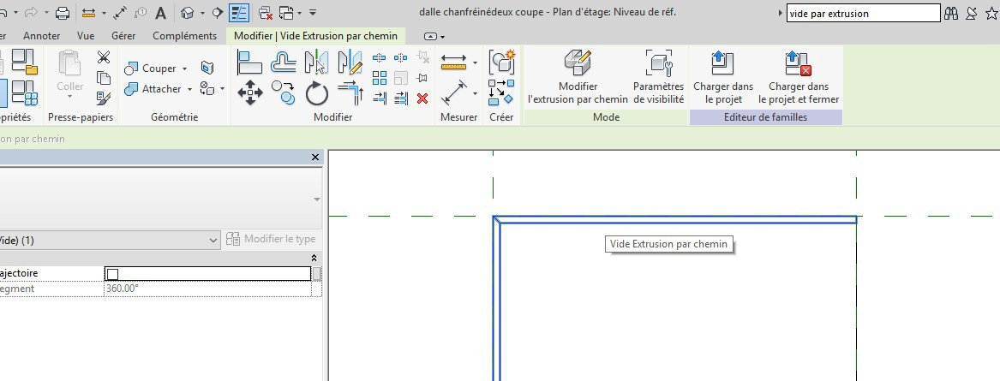 dalle chanfréinédeux coupe - Plan d'étage: Niveau de réf.
vide par extrusion
er Annoter Vue Gérer Compléments Modifier | Vide Extrusion par chemin
Coller
Couper
Attacher
Modifier
l'extrusion par chemin
Paramètres
de visibilité
Charger dans
le projet
Charger dans
le projet et fermer
opriétés Presse-papiers Géométrie Modifier Mesurer Créer Mode Editeur de familles
on par chemin
Vide) (1)
Modifier le type
ajectoire
egment 360.00°
Vide Extrusion par chemin